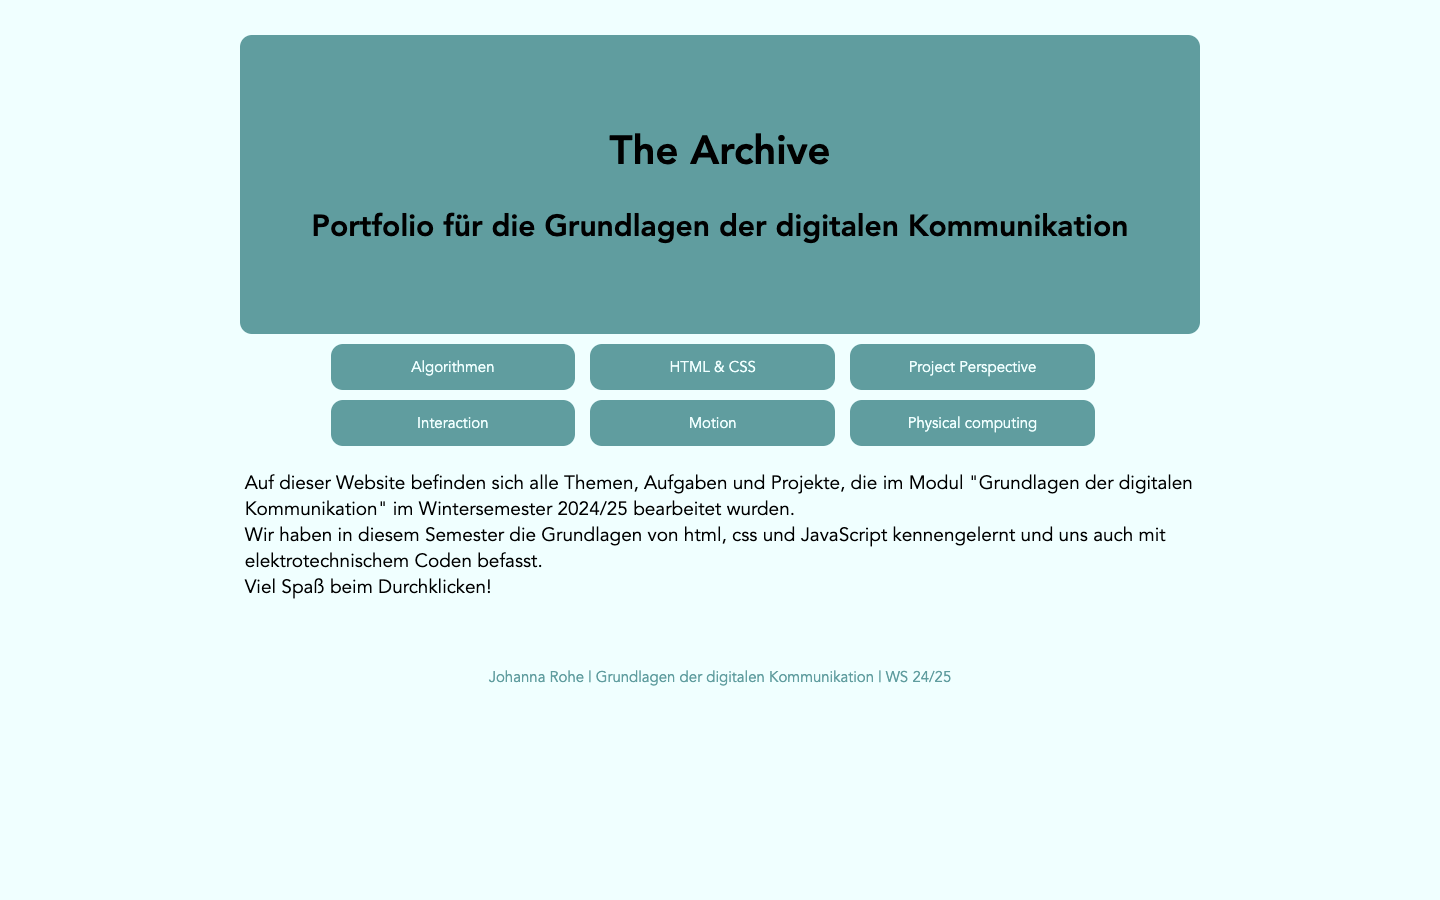 The Archive
Portfolio für die Grundlagen der digitalen Kommunikation
Algorithmen
HTML & CSS
Project Perspective
Interaction
Motion
Physical computing
Auf dieser Website befinden sich alle Themen, Aufgaben und Projekte, die im Modul "Grundlagen der digitalen
Kommunikation" im Wintersemester 2024/25 bearbeitet wurden.
Wir haben in diesem Semester die Grundlagen von html, css und JavaScript kennengelernt und uns auch mit
elektrotechnischem Coden befasst.
Viel Spaß beim Durchklicken!
Johanna Rohe | Grundlagen der digitalen Kommunikation | WS 24/25